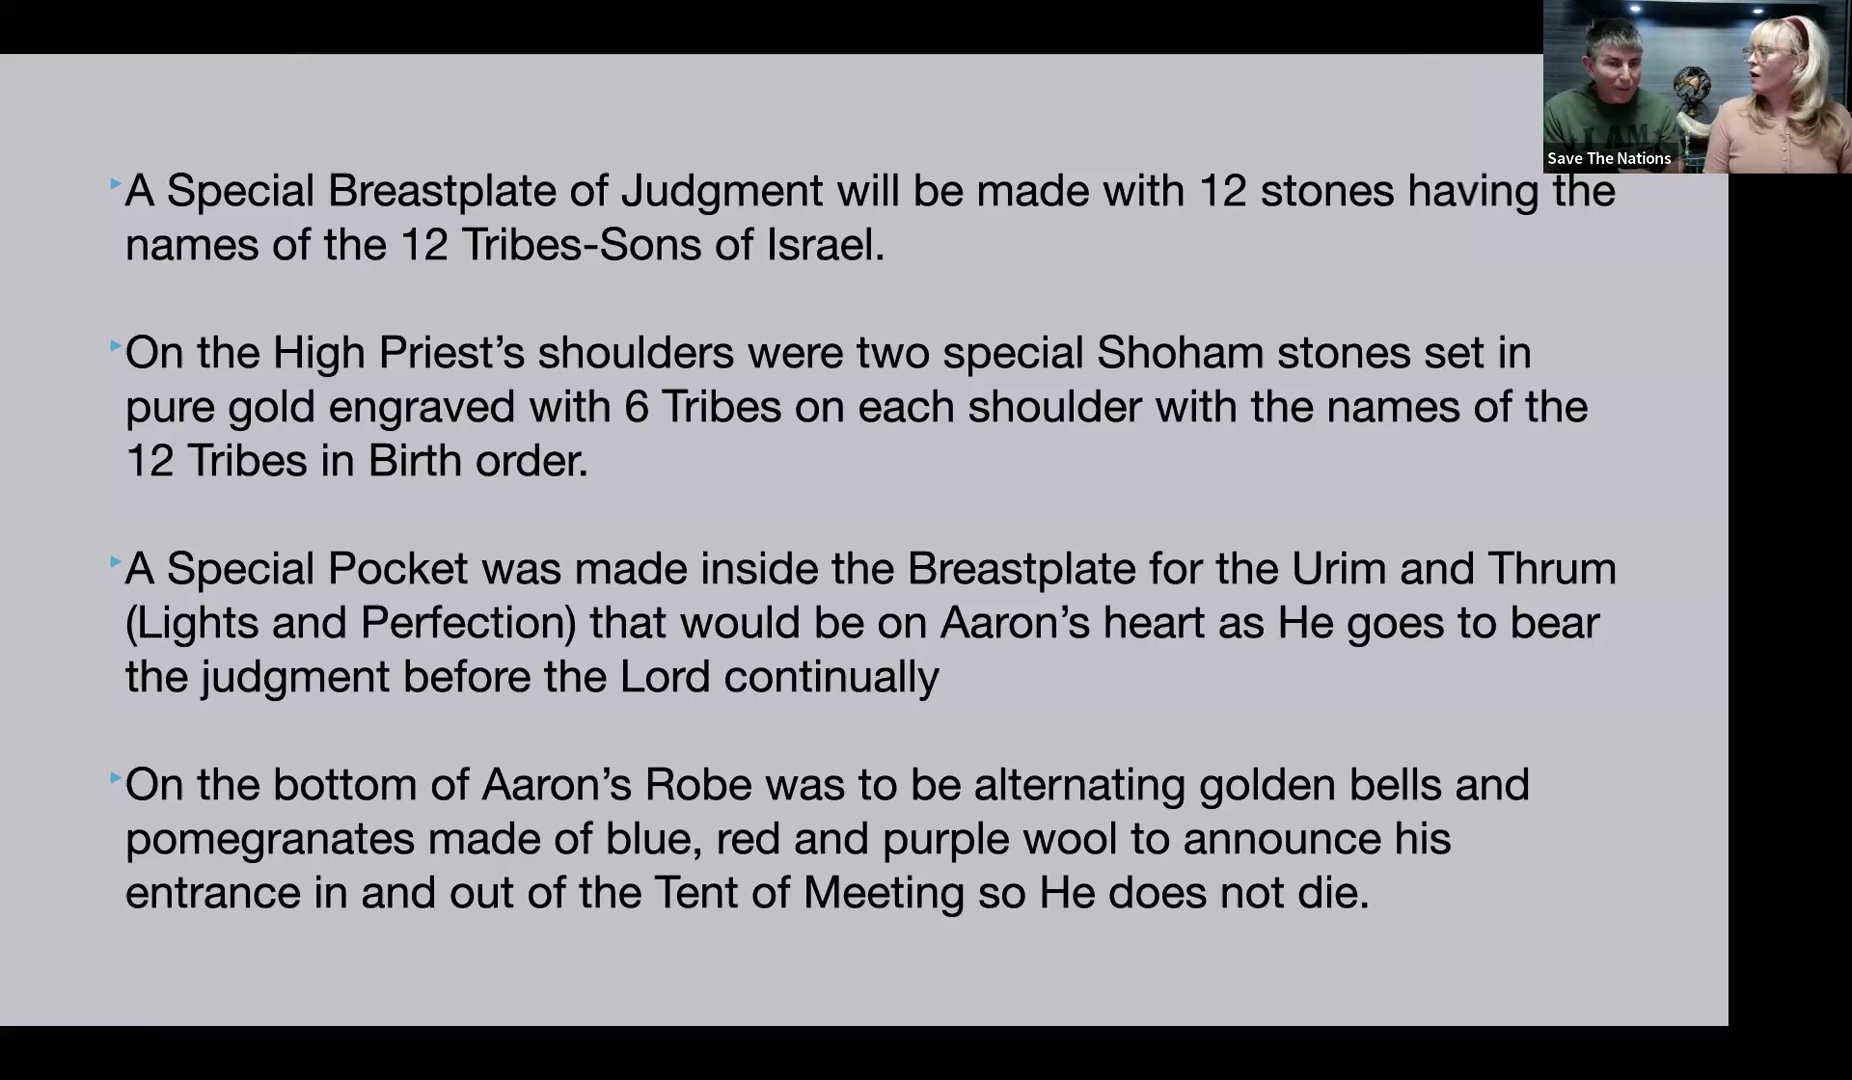 I AM
Save The Nations
A Special Breastplate of Judgment will be made with 12 stones having the
names of the 12 Tribes-Sons of Israel.
On the High Priest’s shoulders were two special Shoham stones set in
pure gold engraved with 6 Tribes on each shoulder with the names of the
12 Tribes in Birth order.
A Special Pocket was made inside the Breastplate for the Urim and Thrum
(Lights and Perfection) that would be on Aaron’s heart as He goes to bear
the judgment before the Lord continually
On the bottom of Aaron’s Robe was to be alternating golden bells and
pomegranates made of blue, red and purple wool to announce his
entrance in and out of the Tent of Meeting so He does not die.